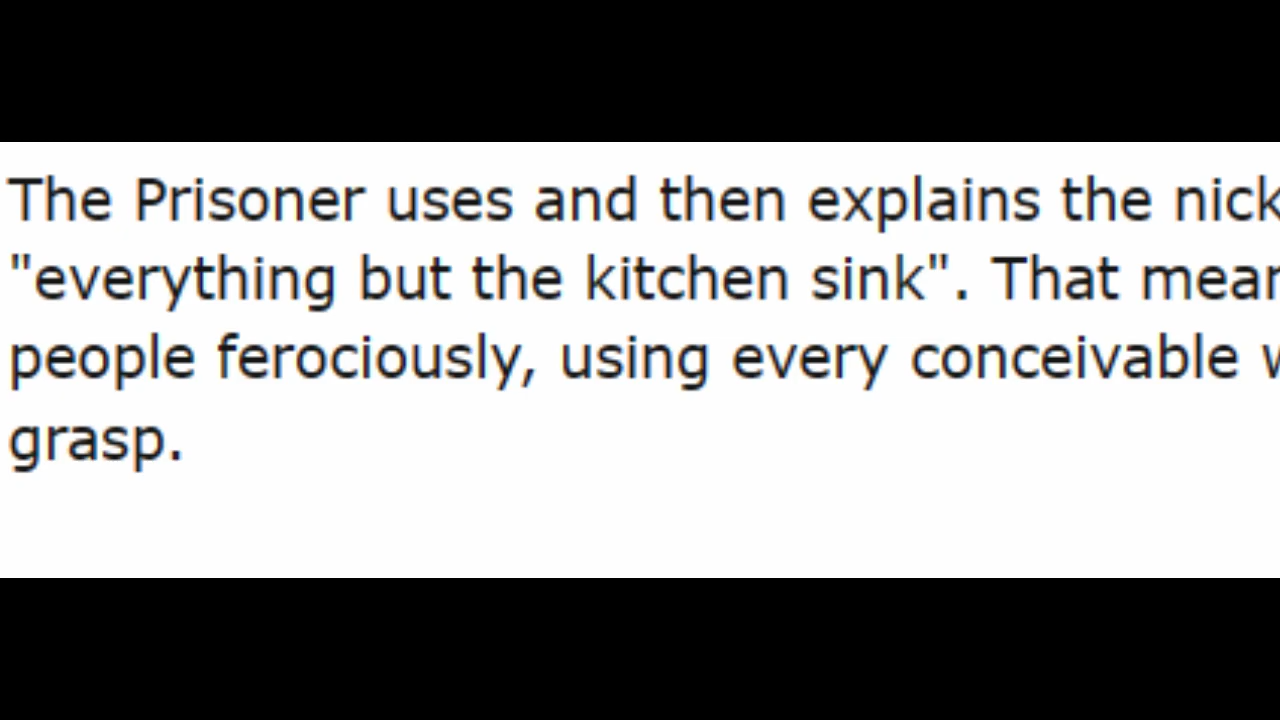 The Prisoner uses and then explains the nick
"everything but the kitchen sink". That mean
people ferociously, using every conceivable w
grasp.